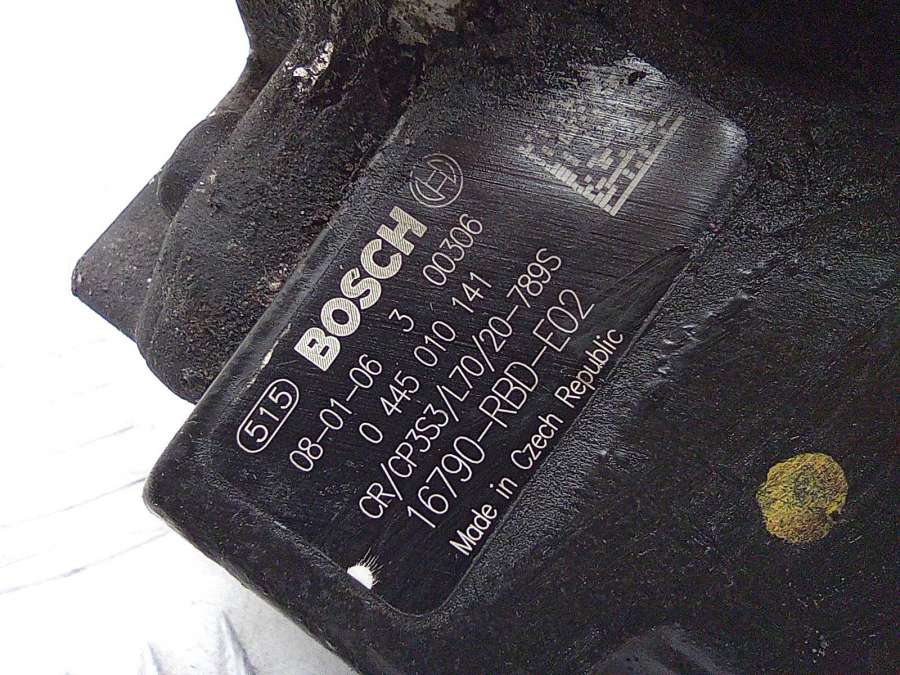 BOSCH
515
08-01-06 3 00306
0 445 010 141
CR/CP3S3/L70/20-789S
16790-RBD-E02
Made in Czech Republic